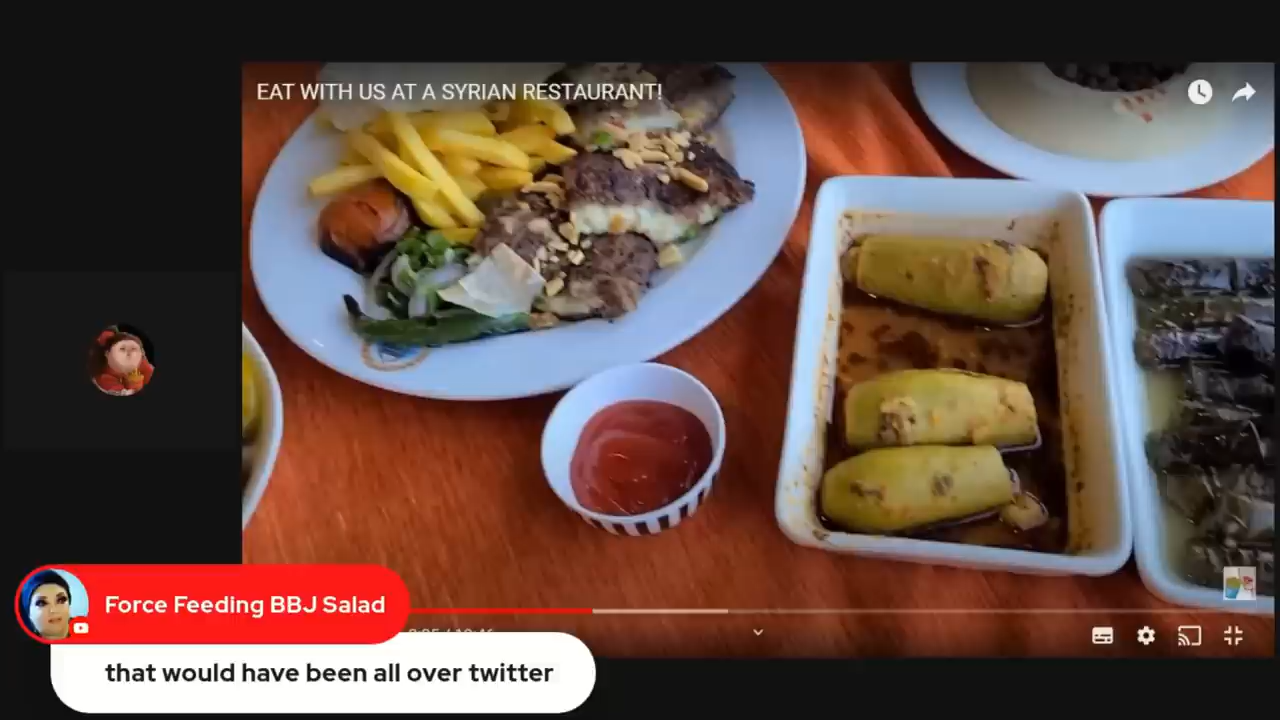 EAT WITH US AT A SYRIAN RESTAURANT!
Force Feeding BBJ Salad
that would have been all over twitter